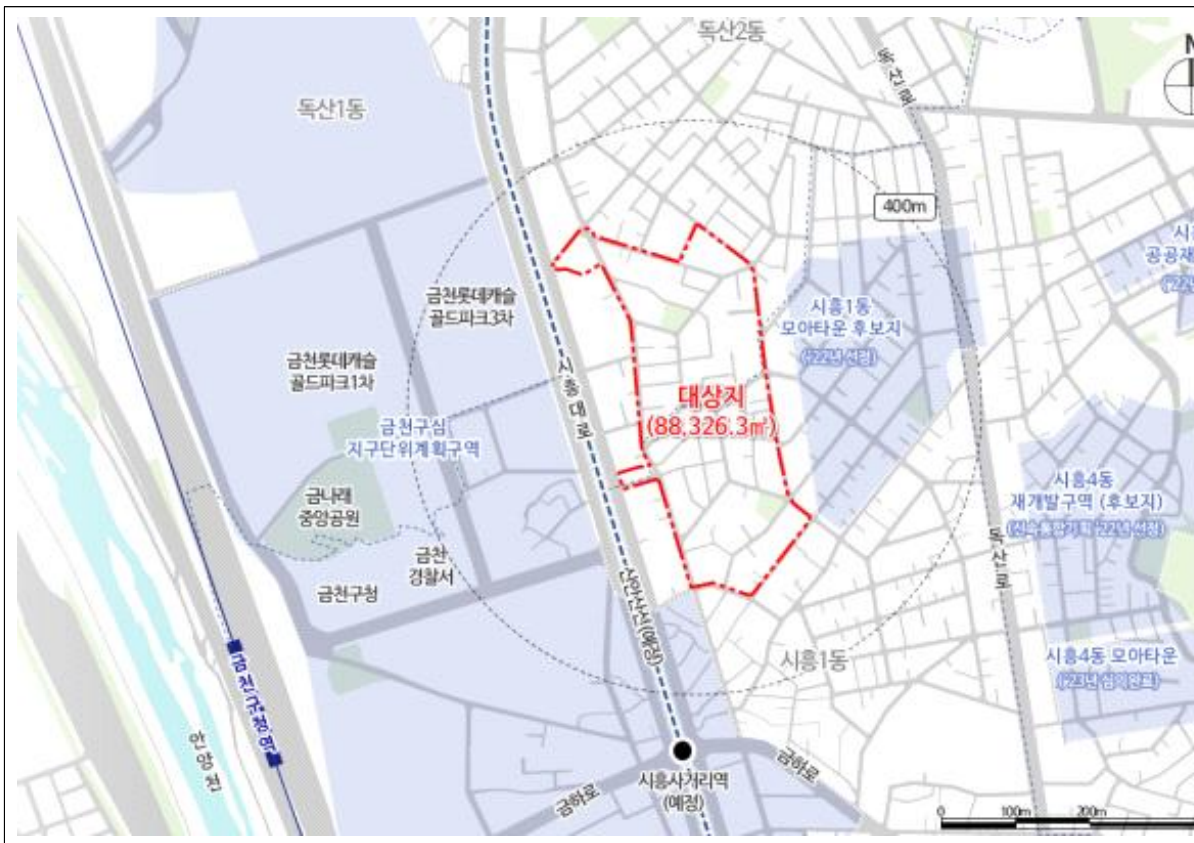 독산2동
N
독산로
독산1동
400m
시흥
공공재
('22년
금천롯데캐슬
골드파크3차
시흥1동
모아타운 후보지
('22년 선정)
금천롯데캐슬
골드파크1차
시흥대로
대상지
(88,326.3㎡)
금천구심
지구단위계획구역
시흥4동
재개발구역 (후보지)
(신속통합기획 '22년 선정)
금나래
중앙공원
금천
경찰서
독산로
금천구청
신안산선(예정)
시흥1동
시흥4동 모아타운
('23년 심의완료)
금천구청역
안양천
시흥사거리역
(예정)
금하로
금하로
0
100m
200m